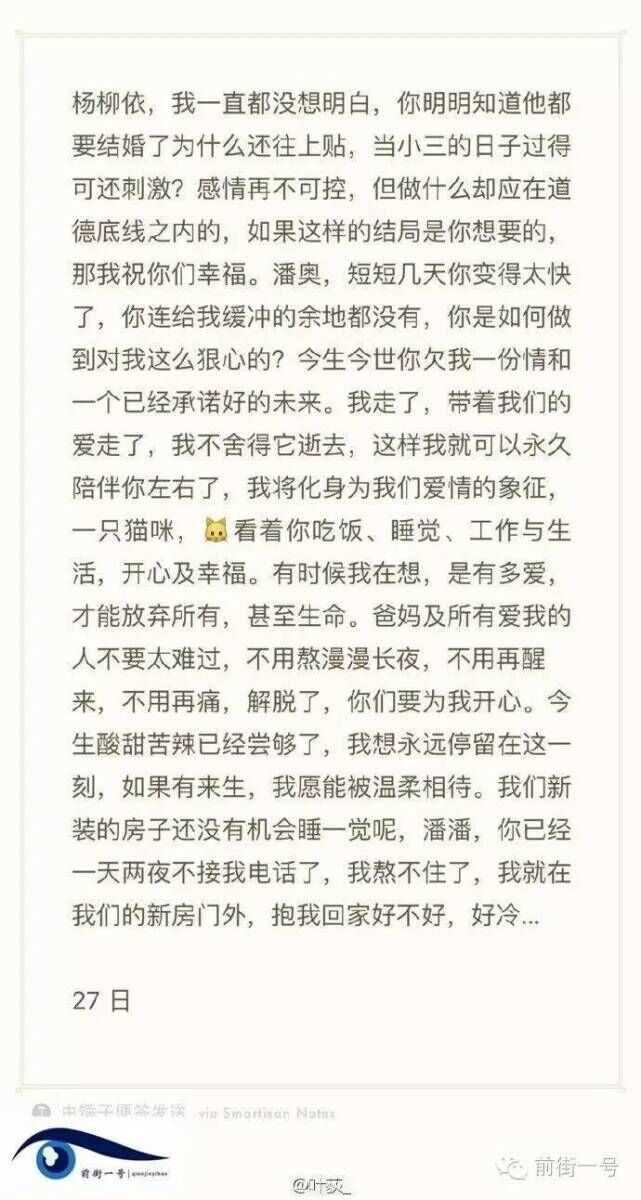 杨柳依，我一直都没想明白，你明明知道他都
要结婚了为什么还往上贴，当小三的日子过得
可还刺激？感情再不可控，但做什么却应在道
德底线之内的，如果这样的结局是你想要的，
那我祝你们幸福。潘奥，短短几天你变得太快
了，你连给我缓冲的余地都没有，你是如何做
到对我这么狠心的？今生今世你欠我一份情和
一个已经承诺好的未来。我走了，带着我们的
爱走了，我不舍得它逝去，这样我就可以永久
陪伴你左右了，我将化身为我们爱情的象征，
一只猫咪，🐱看着你吃饭、睡觉、工作与生
活，开心及幸福。有时候我在想，是有多爱，
才能放弃所有，甚至生命。爸妈及所有爱我的
人不要太难过，不用熬漫漫长夜，不用再醒
来，不用再痛，解脱了，你们要为我开心。今
生酸甜苦辣已经尝够了，我想永远停留在这一
刻，如果有来生，我愿能被温柔相待。我们新
装的房子还没有机会睡一觉呢，潘潘，你已经
一天两夜不接我电话了，我熬不住了，我就在
我们的新房门外，抱我回家好不好，好冷...
27 日
由锤子便签发送 via Smartisan Notes
前街一号
前街一号
@叶荻_